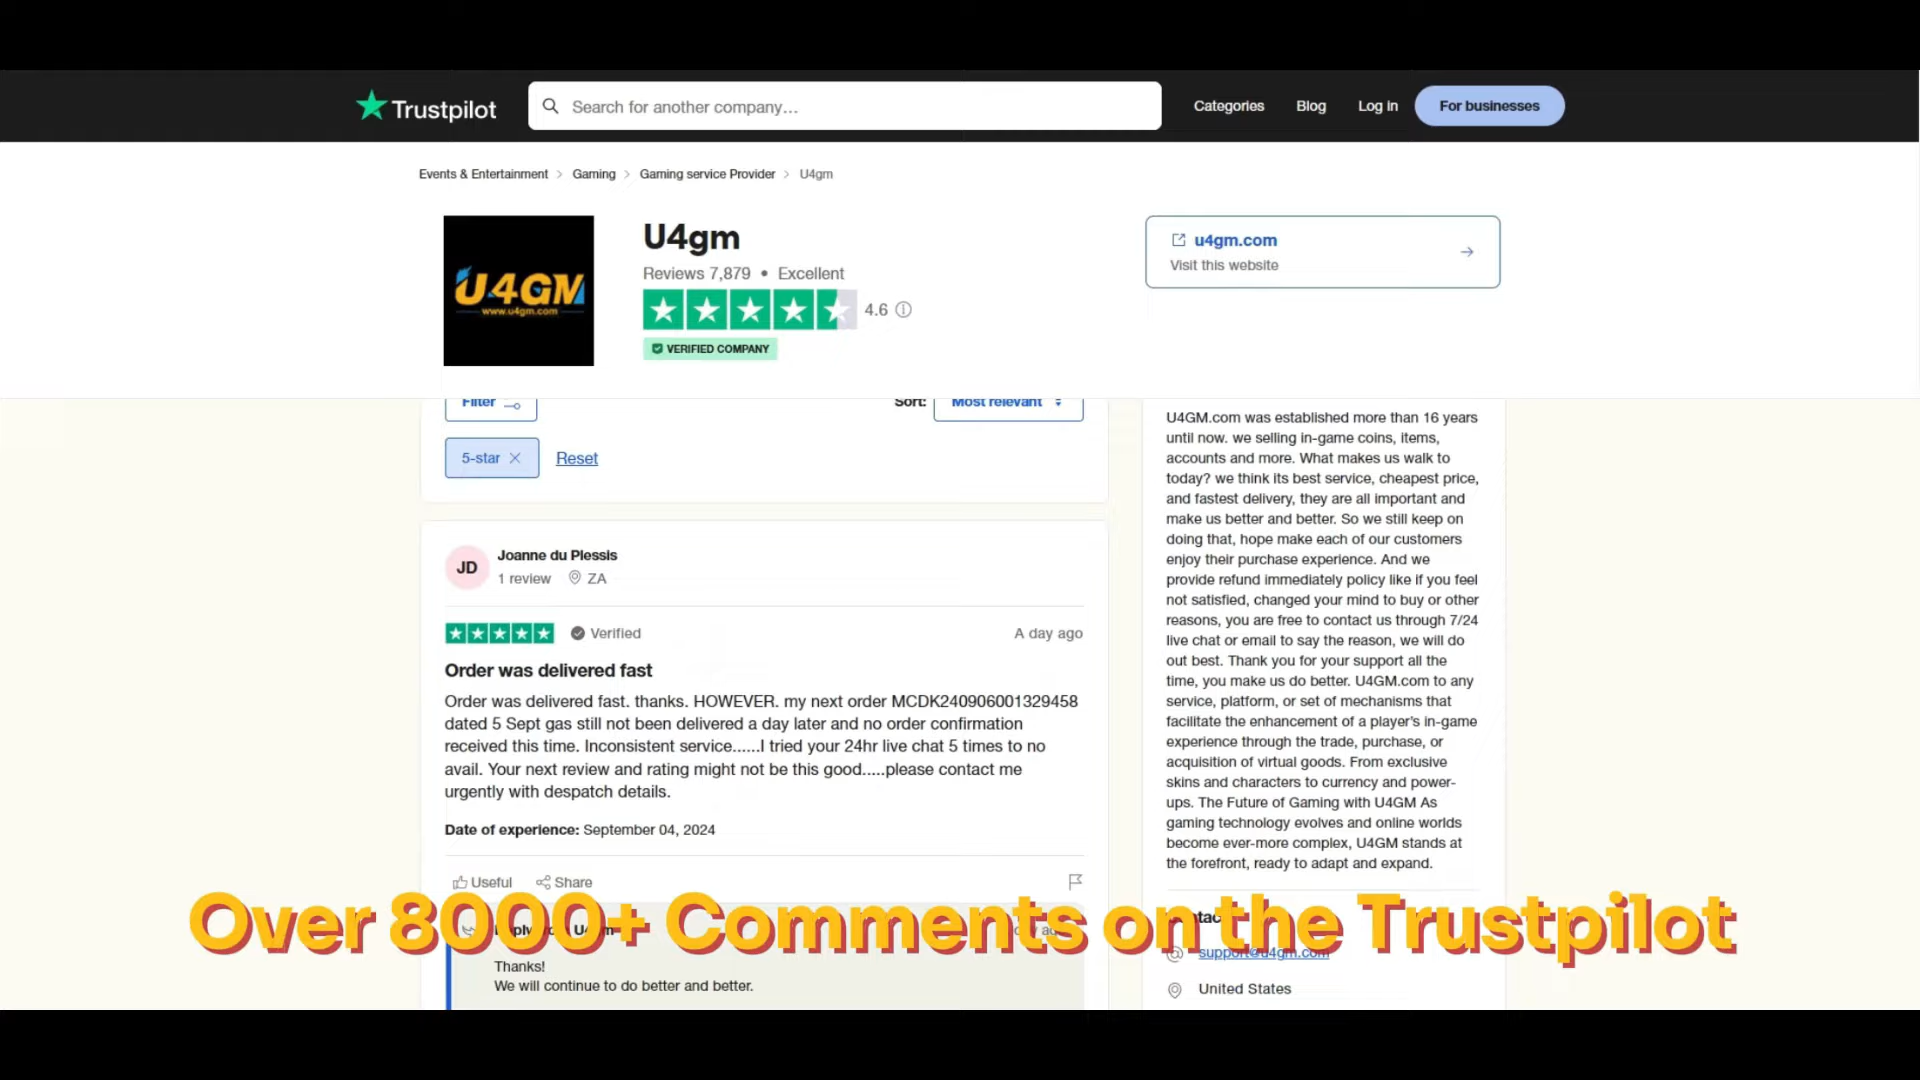 Trustpilot
Search for another company...
Categories
Blog
Log in
For businesses
Events & Entertainment > Gaming > Gaming service Provider > U4gm
U4GM
www.u4gm.com
U4gm
Reviews 7,879 • Excellent
4.6
VERIFIED COMPANY
u4gm.com
Visit this website
Filter
Sort:
Most relevant
5-star
Reset
JD
Joanne du Plessis
1 review
ZA
Verified
A day ago
Order was delivered fast
Order was delivered fast. thanks. HOWEVER. my next order MCDK240906001329458
dated 5 Sept gas still not been delivered a day later and no order confirmation
received this time. Inconsistent service......I tried your 24hr live chat 5 times to no
avail. Your next review and rating might not be this good.....please contact me
urgently with despatch details.
Date of experience: September 04, 2024
Useful
Share
Thanks!
We will continue to do better and better.
U4GM.com was established more than 16 years
until now. we selling in-game coins, items,
accounts and more. What makes us walk to
today? we think its best service, cheapest price,
and fastest delivery, they are all important and
make us better and better. So we still keep on
doing that, hope make each of our customers
enjoy their purchase experience. And we
provide refund immediately policy like if you feel
not satisfied, changed your mind to buy or other
reasons, you are free to contact us through 7/24
live chat or email to say the reason, we will do
out best. Thank you for your support all the
time, you make us do better. U4GM.com to any
service, platform, or set of mechanisms that
facilitate the enhancement of a player's in-game
experience through the trade, purchase, or
acquisition of virtual goods. From exclusive
skins and characters to currency and power-
ups. The Future of Gaming with U4GM As
gaming technology evolves and online worlds
become ever-more complex, U4GM stands at
the forefront, ready to adapt and expand.
support@u4gm.com
United States
Over 8000+ Comments on the Trustpilot